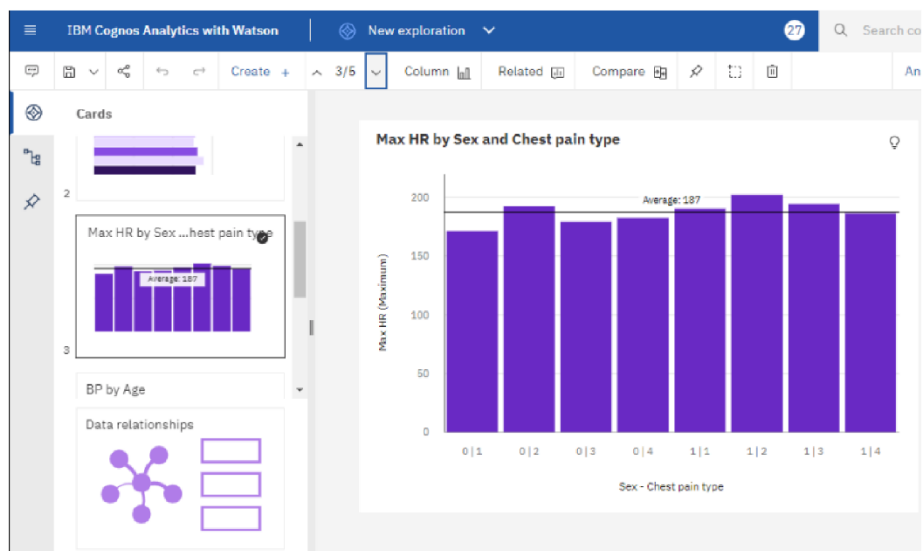 IBM Cognos Analytics with Watson
New exploration
27
Search co
Create +
3/5
Column
Related
Compare
An
Cards
2
Max HR by Sex ...hest pain type
Average: 187
3
BP by Age
Data relationships
Max HR by Sex and Chest pain type
Average: 187
200
150
100
50
0
Max HR (Maximum)
0|1 0|2 0|3 0|4 1|1 1|2 1|3 1|4
Sex - Chest pain type